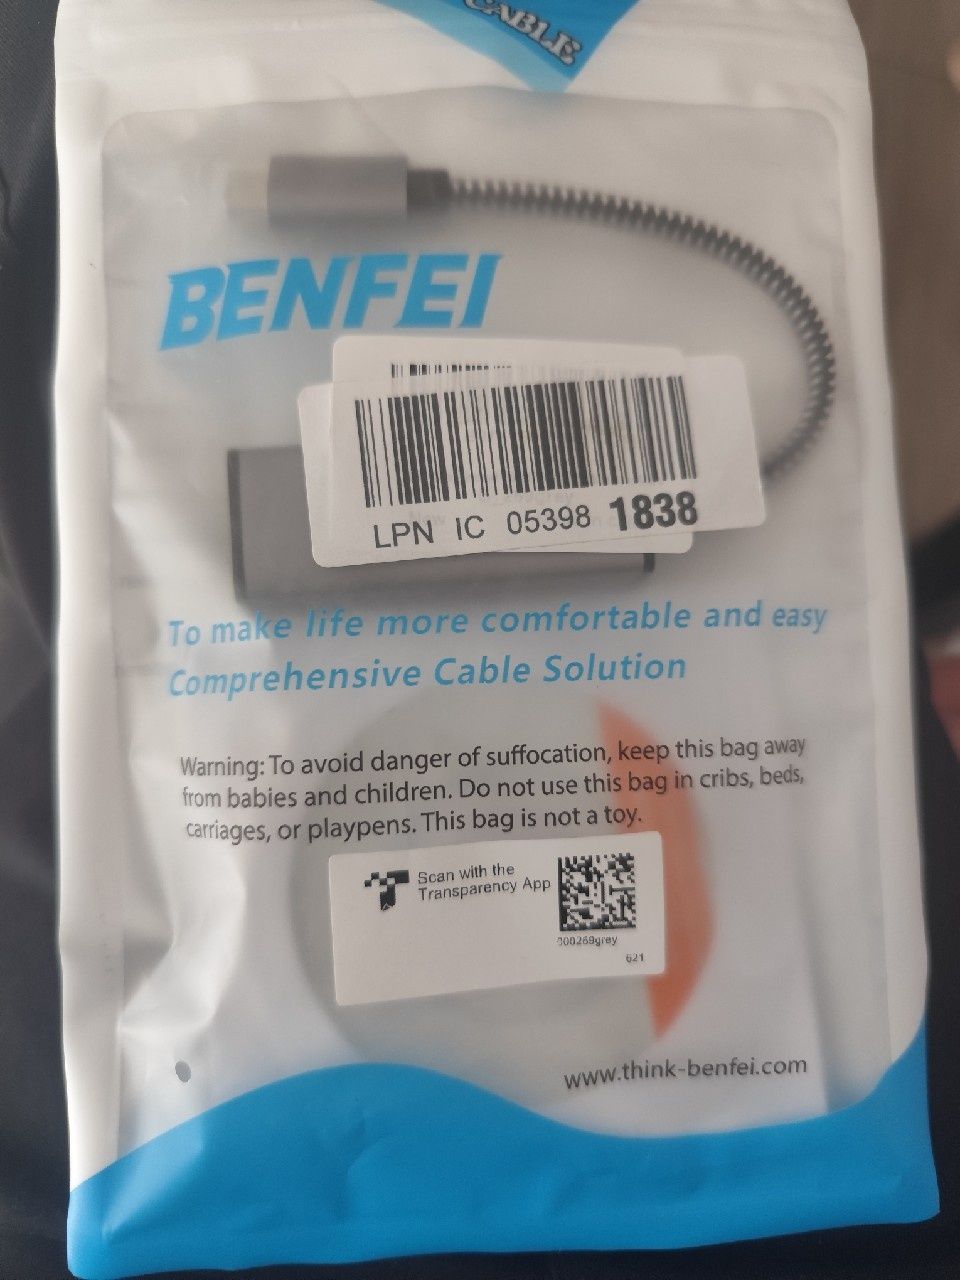 CABLE
BENFEI
LPN IC 05398 1838
To make life more comfortable and easy
Comprehensive Cable Solution
Warning: To avoid danger of suffocation, keep this bag away
from babies and children. Do not use this bag in cribs, beds,
carriages, or playpens. This bag is not a toy.
Scan with the
Transparency App
000269grey
621
www.think-benfei.com